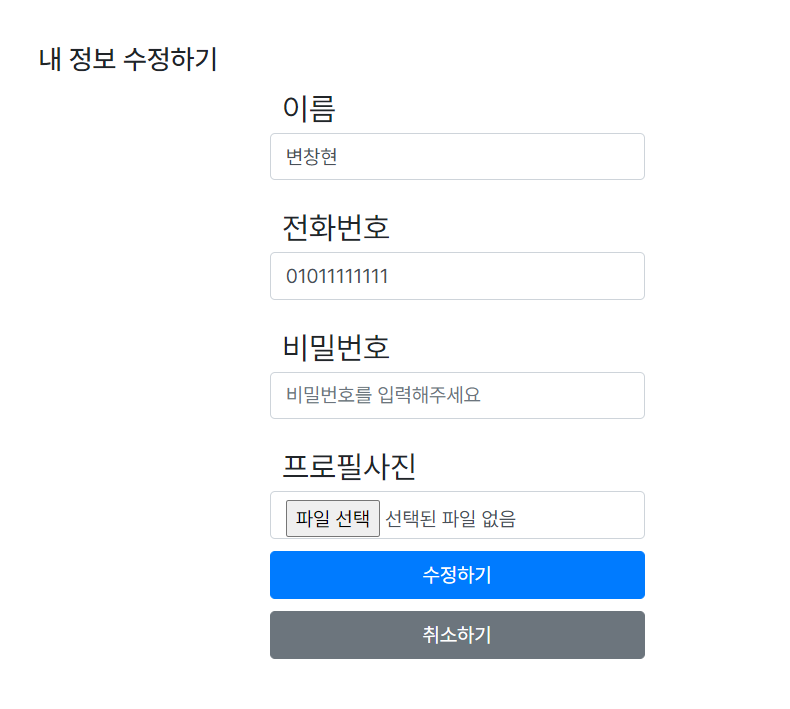 내 정보 수정하기
이름
변창현
전화번호
01011111111
비밀번호
비밀번호를 입력해주세요
프로필사진
파일 선택 선택된 파일 없음
수정하기
취소하기